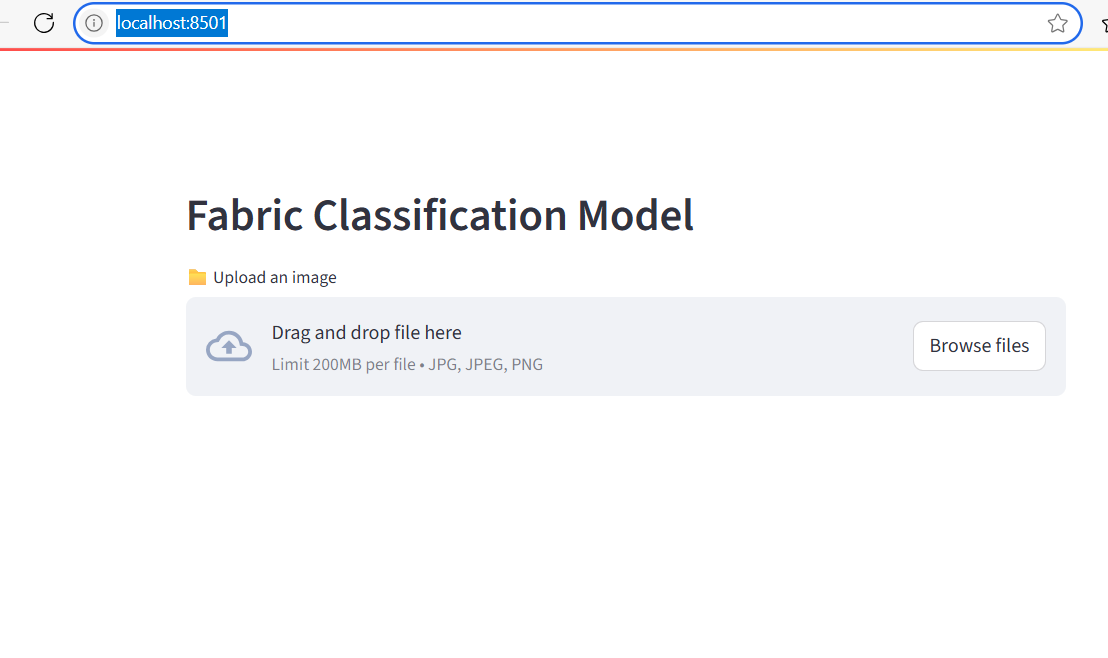 localhost:8501
Fabric Classification Model
Upload an image
Drag and drop file here
Limit 200MB per file • JPG, JPEG, PNG
Browse files